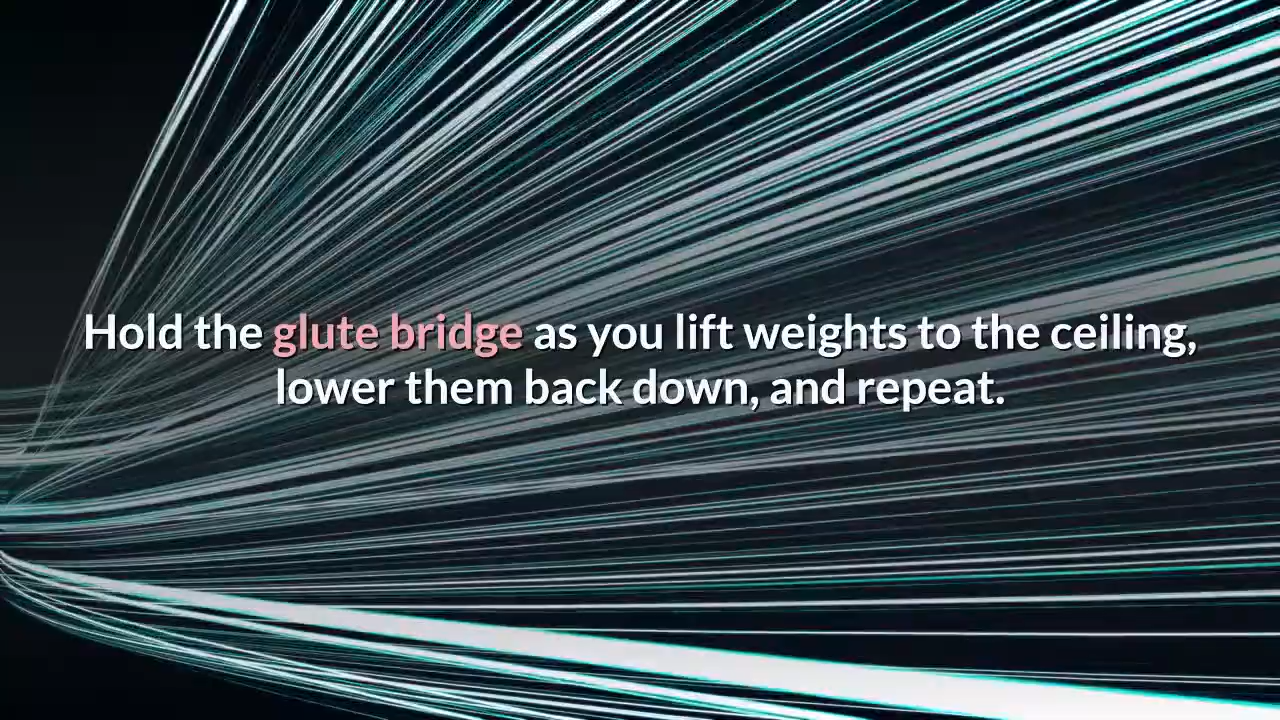 Hold the glute bridge as you lift weights to the ceiling,
lower them back down, and repeat.